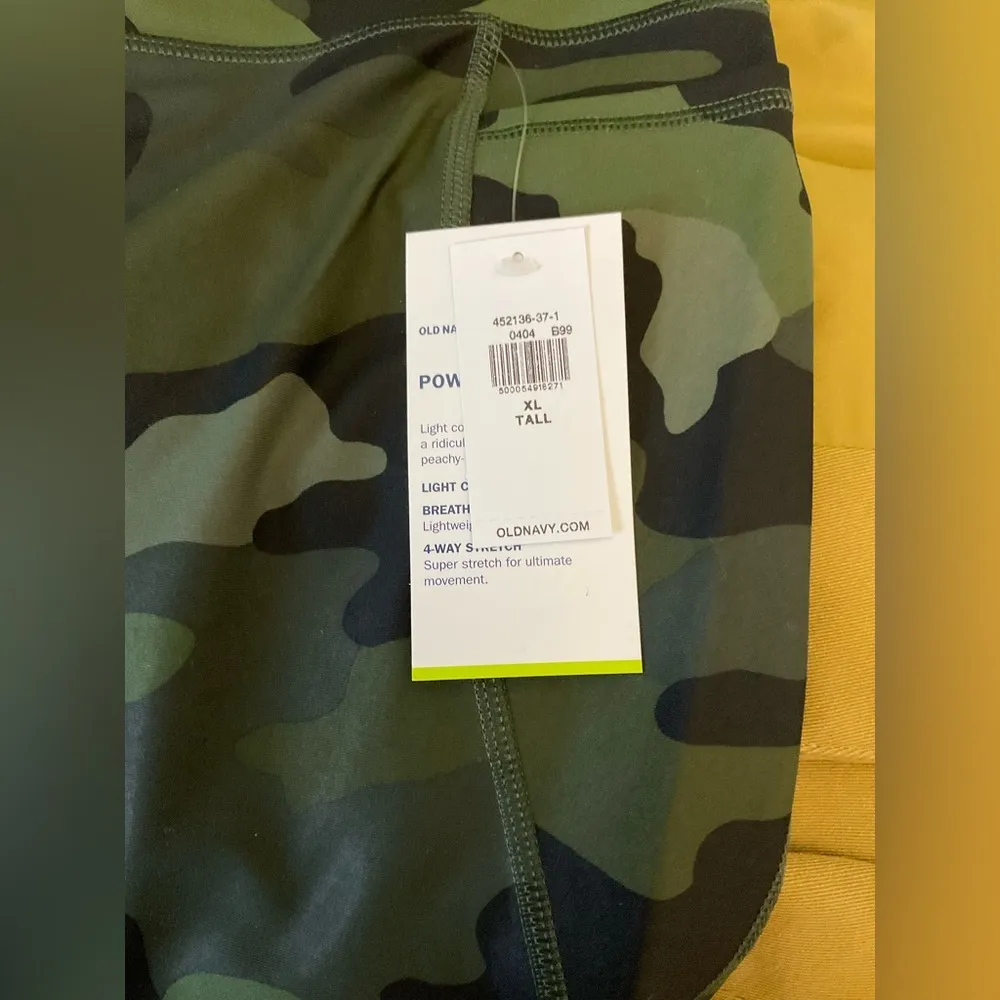 452136-37-1
0404 B99
500054916271
XL
TALL
OLDNAVY.COM
OLD NA
POW
Light co
a ridicul
peachy-
LIGHT C
BREATH
Lightweig
4-WAY STRETCH
Super stretch for ultimate
movement.